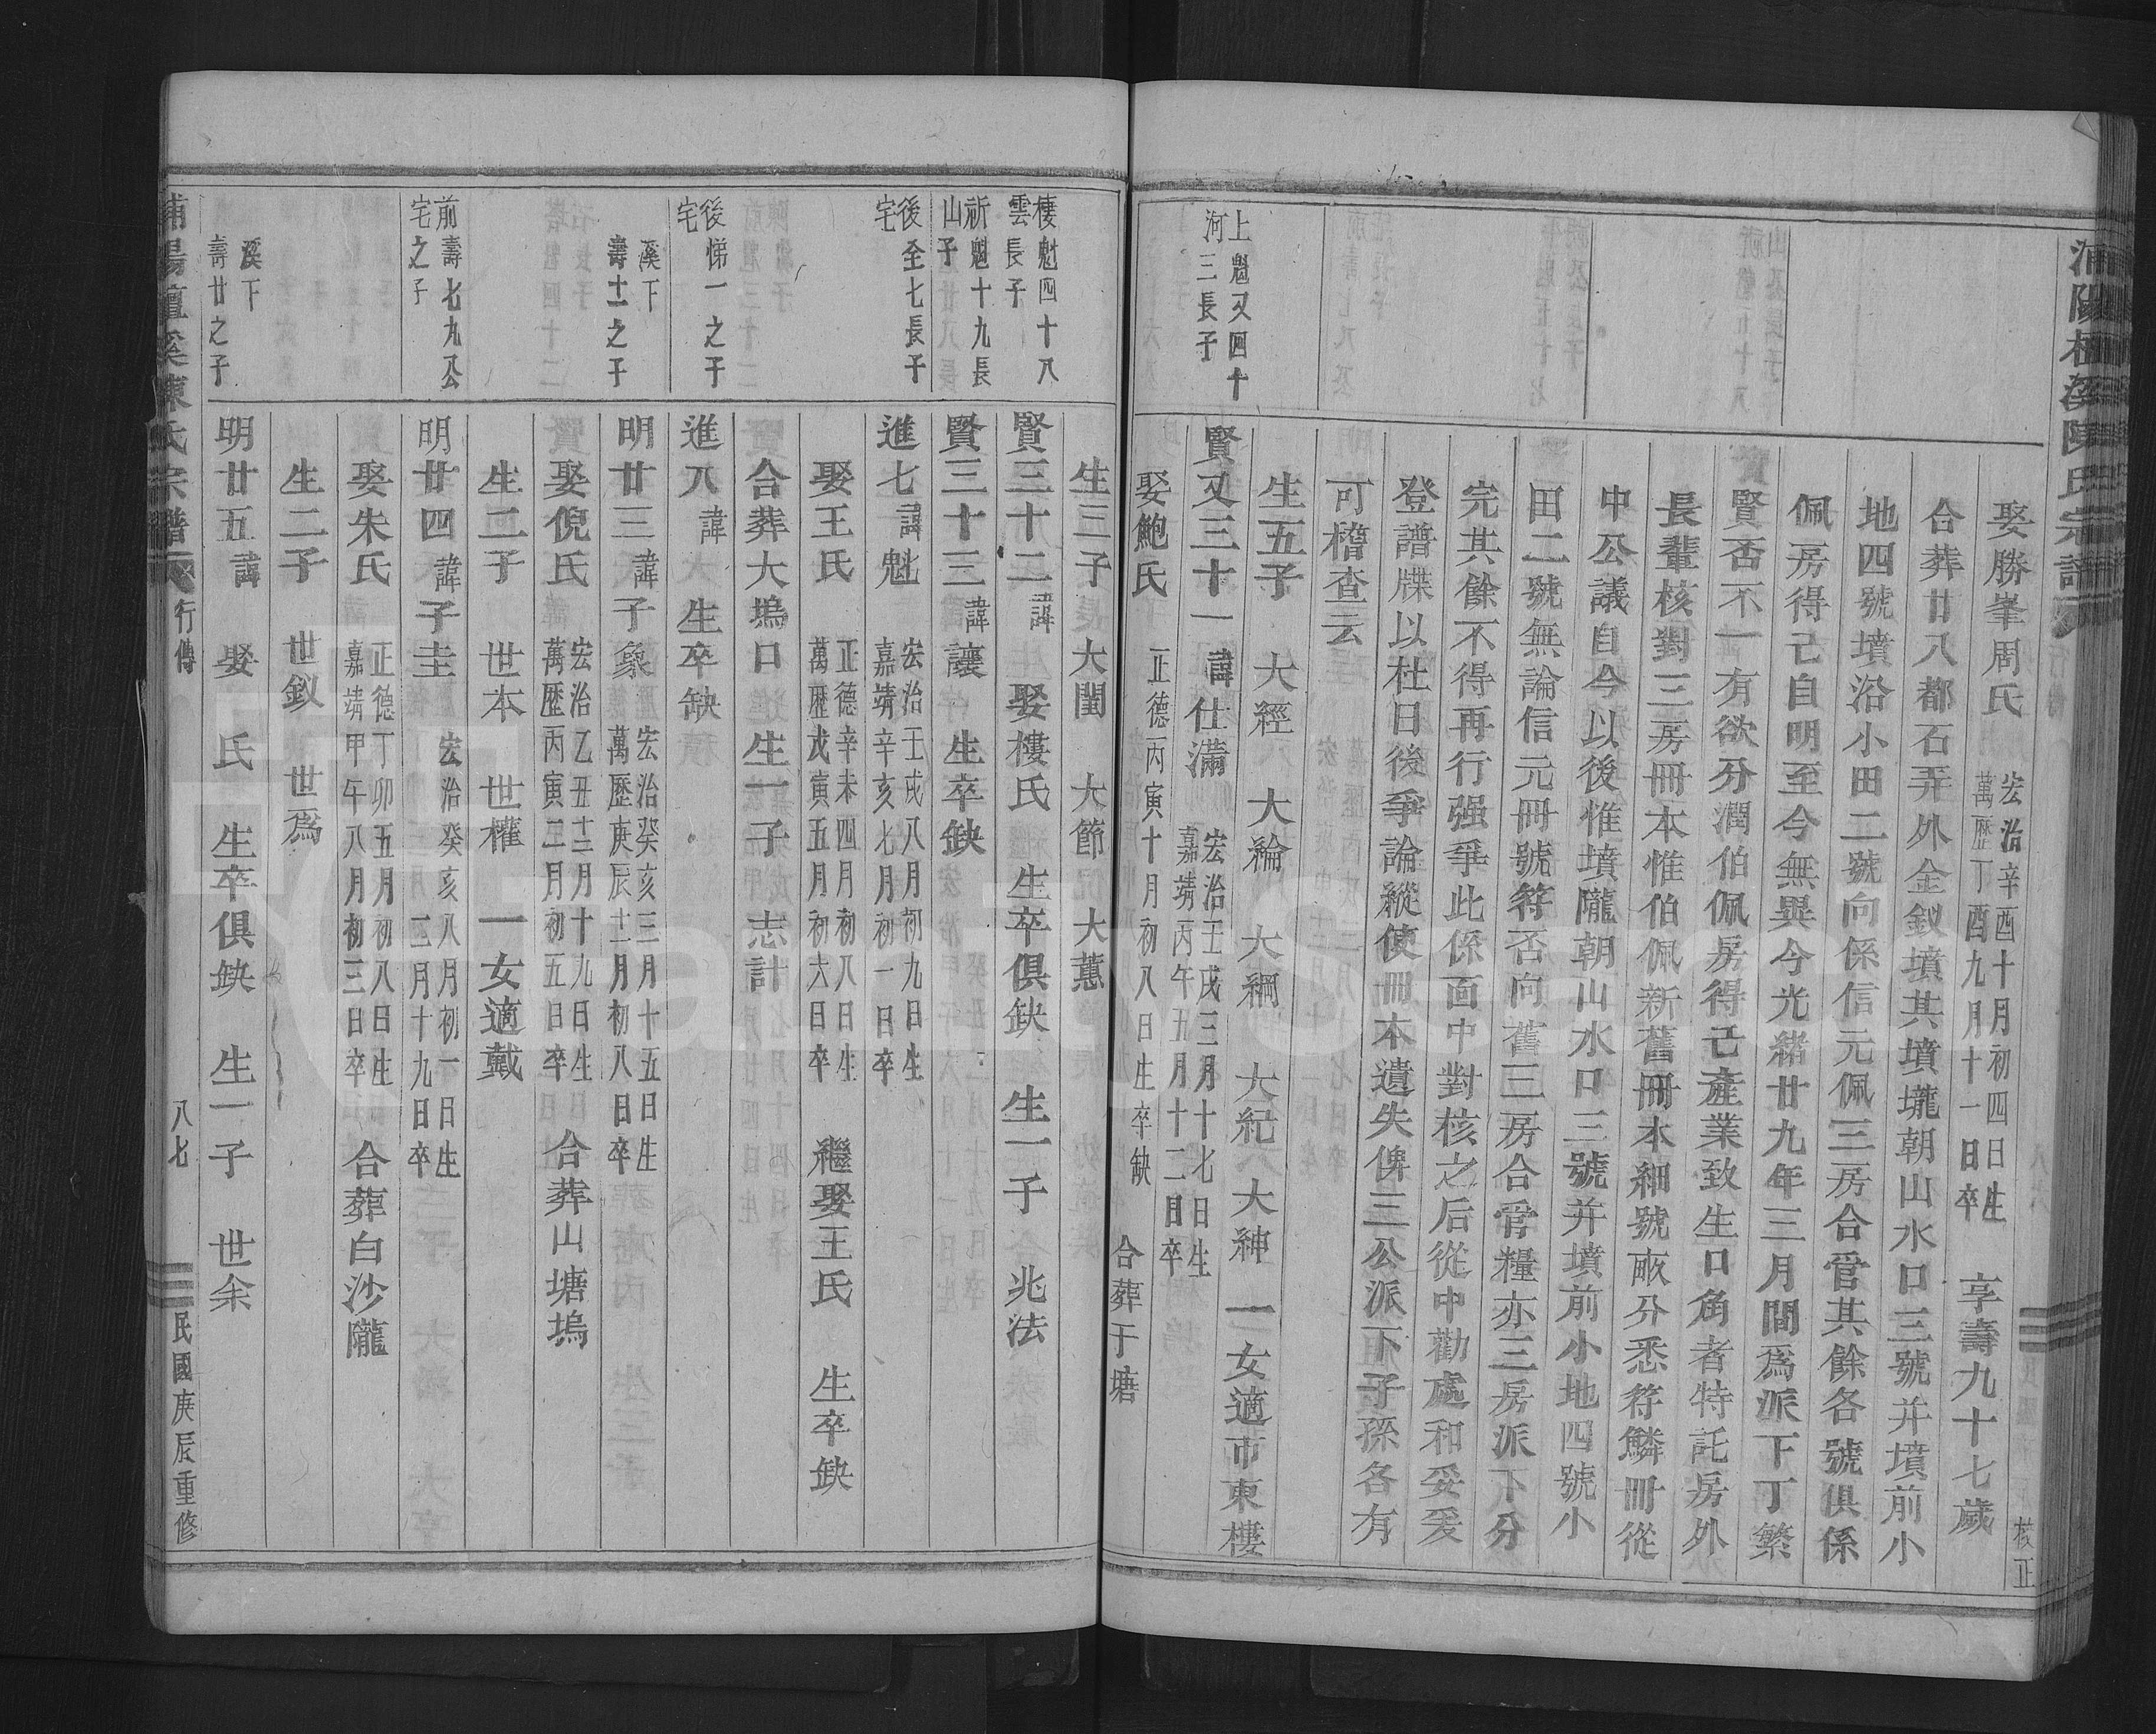 浦陽𣛮溪陳氏宗譜
校正
娶勝峯周氏 宏治辛酉十月初四日生 享壽九十七歲
萬歷丁酉九月十一日卒
合葬廿八都石弄外金釵墳其墳壠朝山水口三號并墳前小
地四號墳沿小田二號向係信元佩三房合管其餘各號俱係
佩房得己自明至今無異今光緒廿九年三月間爲派下丁繁
賢否不一有欲分潤伯佩房得己產業致生口角者特託房外
長輩核對三房冊本惟伯佩新舊冊本細號畝分悉符鱗冊從
中公議自今以後惟墳隴朝山水口三號并墳前小地四號小
田二號無論信元冊號符否向舊三房合管糧亦三房派下分
完其餘不得再行强爭此係面中對核之后從中勸處和妥爰
登譜牒以杜日後爭論縱使冊本遺失俾三公派下子孫各有
可稽查云
生五子 大經 大綸 大綱 大紀 大紳 一女適市東樓
上魁又四十
河三長子
賢又三十一諱仕滿 宏治壬戌三月十七日生
嘉靖丙午五月十二日卒
娶鮑氏 正德丙寅十月初八日生卒缺 合葬于塘
生三子 大閏 大節 大蕙
樓魁四十八
雲長子
賢三十二諱 娶樓氏 生卒俱缺 生一子 兆法
祈魁十九長
山子
賢三十三諱讓 生卒缺
後全七長子
宅
進七諱魁 宏治壬戌八月初九日生
嘉靖辛亥七月初一日卒
娶王氏 正德辛未四月初八日生
萬歷戊寅五月初六日卒 繼娶王氏 生卒缺
合葬大塢口 生一子 志計
後悌一之子
宅
進八諱 生卒缺
溪下
壽十一之子
明廿三諱子象 宏治癸亥三月十五日生
萬歷庚辰十一月初八日卒
娶倪氏 宏治乙丑十二月十九日生
萬歷丙寅二月初五日卒 合葬山塘塢
生二子 世本 世權 一女適戴
前壽七九公
宅之子
明廿四諱子圭 宏治癸亥八月初一日生
二月十九日卒
娶朱氏 正德丁卯五月初八日生
嘉靖甲午八月初三日卒 合葬白沙隴
生二子 世釵 世爲
溪下
壽廿之子
明廿五諱 娶 氏 生卒俱缺 生一子 世余
氏宗譜 行傳 八七 民國庚辰重修